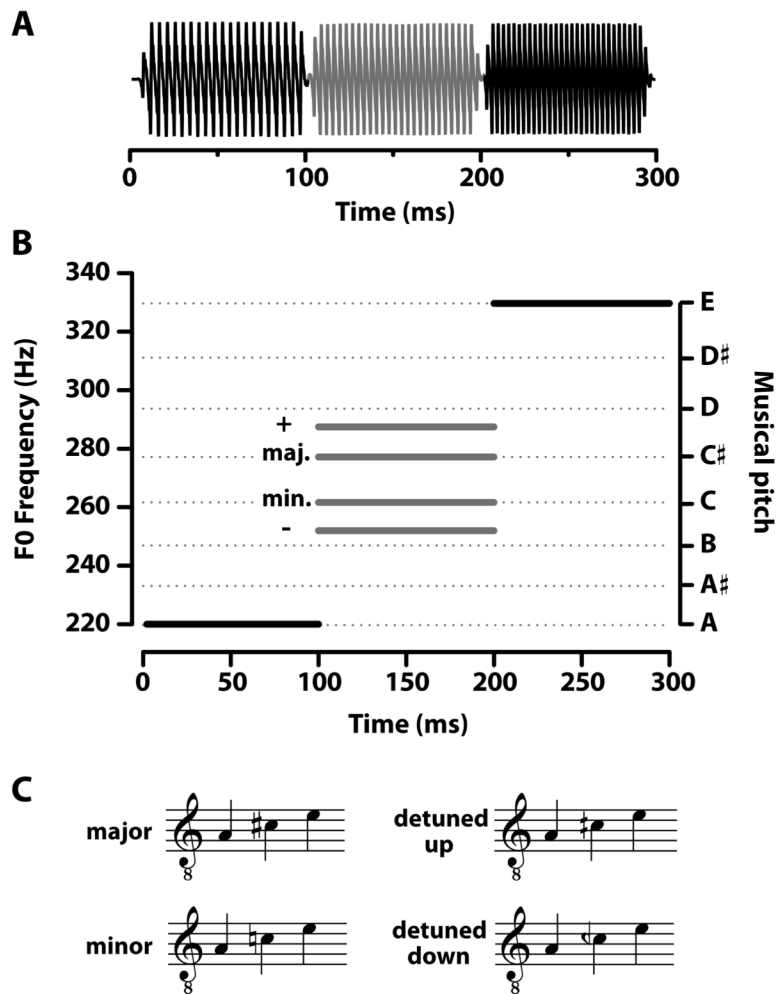 A
0 100 200 300
Time (ms)
B
340
E
320
D♯
300
D
+
280
maj.
C♯
min.
260
C
-
B
240
A♯
220
A
F0 Frequency (Hz)
Musical pitch
0 50 100 150 200 250 300
Time (ms)
C
major
8
detuned
up
8
minor
8
detuned
down
8